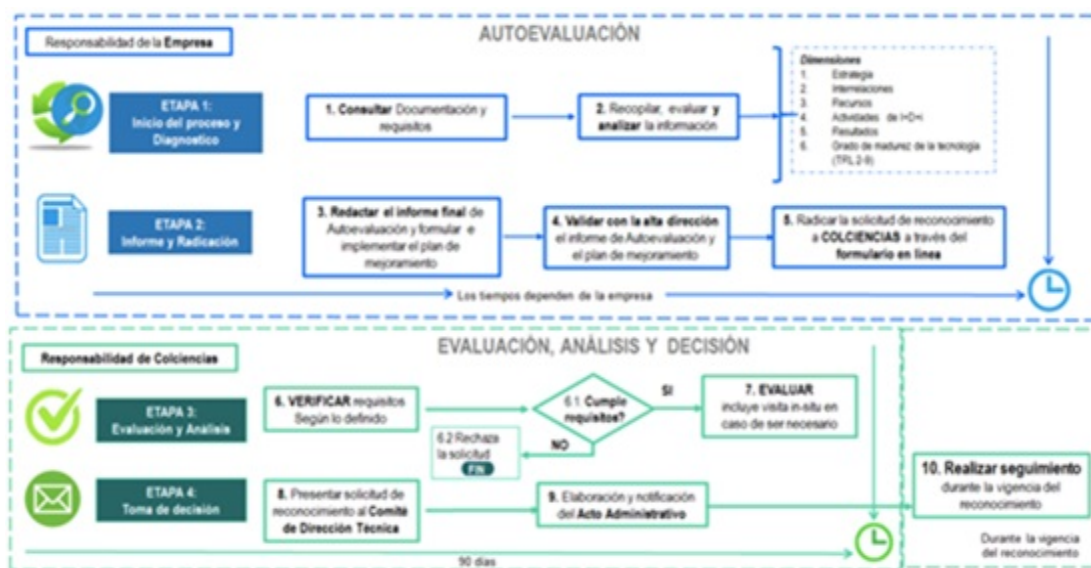 Responsabilidad de la Empresa
AUTOEVALUACIÓN
ETAPA 1:
Inicio del proceso y
Diagnostico
1. Consultar Documentación y
requisitos
2. Recopilar, evaluar y
analizar la información
Dimensiones
1. Estrategia
2. Interrelaciones
3. Recursos
4. Actividades de I+D+i
5. Resultados
6. Grado de madurez de la tecnología
(TRL 2-9)
ETAPA 2:
Informe y Radicación
3. Redactar el informe final de
Autoevaluación y formular e
implementar el plan de
mejoramiento
4. Validar con la alta dirección
el informe de Autoevaluación y
el plan de mejoramiento
5. Radicar la solicitud de reconocimiento
a COLCIENCIAS a través del
formulario en línea
Los tiempos dependen de la empresa
Responsabilidad de Colciencias
EVALUACIÓN, ANÁLISIS Y DECISIÓN
ETAPA 3:
Evaluación y Análisis
6. VERIFICAR requisitos
Según lo definido
6.1. Cumple
requisitos?
SI
7. EVALUAR
incluye visita in-situ en
caso de ser necesario
NO
6.2 Rechaza
la solicitud
FIN
ETAPA 4:
Toma de decisión
8. Presentar solicitud de
reconocimiento al Comité
de Dirección Técnica
9. Elaboración y notificación
del Acto Administrativo
10. Realizar seguimiento
durante la vigencia del
reconocimiento
90 días
Durante la vigencia
del reconocimiento